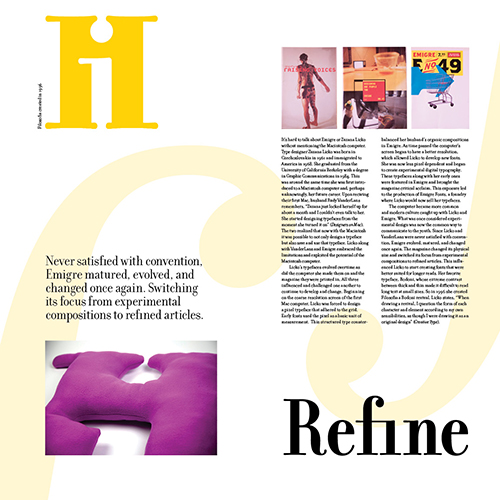 Hi
Filosofia created in 1996
EMIGRE
NO
It's hard to talk about Emigre or Zuzana Licko
without mentioning the Macintosh computer.
Type designer Zuzana Licko was born in
Czechoslovakia in 1961 and immigrated to
America in 1968. She graduated from the
University of California Berkeley with a degree
in Graphic Communications in 1984. This
was around the same time she was first intro-
duced to a Macintosh computer and, perhaps
unknowingly, her future career. Upon receiving
their first Mac, husband Rudy VanderLans
remembers, "Zuzana just locked herself up for
about a month and I couldn't even talk to her.
She started designing typefaces from the
moment she turned it on"
The two realized that now with the Macintosh
it was possible to not only design a typeface
but also save and use that typeface. Licko along
with VanderLans and Emigre embraced the
limitations and exploited the potential of the
Macintosh computer.
Licko's typefaces evolved over time as
did the computer she made them on and the
magazine they were printed in. All three
influenced and challenged one another to
continue to develop and change. Beginning
on the coarse resolution screen of the first
Mac computer, Licko was forced to design
a pixel typeface that adhered to the grid.
Early fonts used the pixel as a basic unit of
measurement. This structured type counter-
balanced her husband's organic compositions
in Emigre. As time passed the computer's
screen began to have a better resolution,
which allowed Licko to develop new fonts.
She was now less pixel dependent and began
to create experimental digital typography.
These typefaces along with her early ones
were featured in Emigre and brought the
magazine critical acclaim. This exposure led
to the production of Emigre Fonts, a foundry
where Licko would now sell her typefaces.
The computer became more common
and modern culture caught up with Licko and
Emigre. What was once considered experi-
mental design was now the common way to
communicate to the youth. Since Licko and
VanderLans were never satisfied with conven-
tion, Emigre evolved, matured, and changed
once again. The magazine changed its physical
size and switched its focus from experimental
compositions to refined articles. This influ-
enced Licko to start creating fonts that were
better suited for longer reads. Her favorite
typeface, Bodoni, whose extreme contrast
between thick and thin made it difficult to read
long text at small sizes. So in 1996 she created
Filosofia a Bodoni revival. Licko states, "When
drawing a revival, I question the form of each
character and element according to my own
sensibilities, as though I were drawing it as an
original design" (Creative Type).
Never satisfied with convention,
Emigre matured, evolved, and
changed once again. Switching
its focus from experimental
compositions to refined articles.
Refine